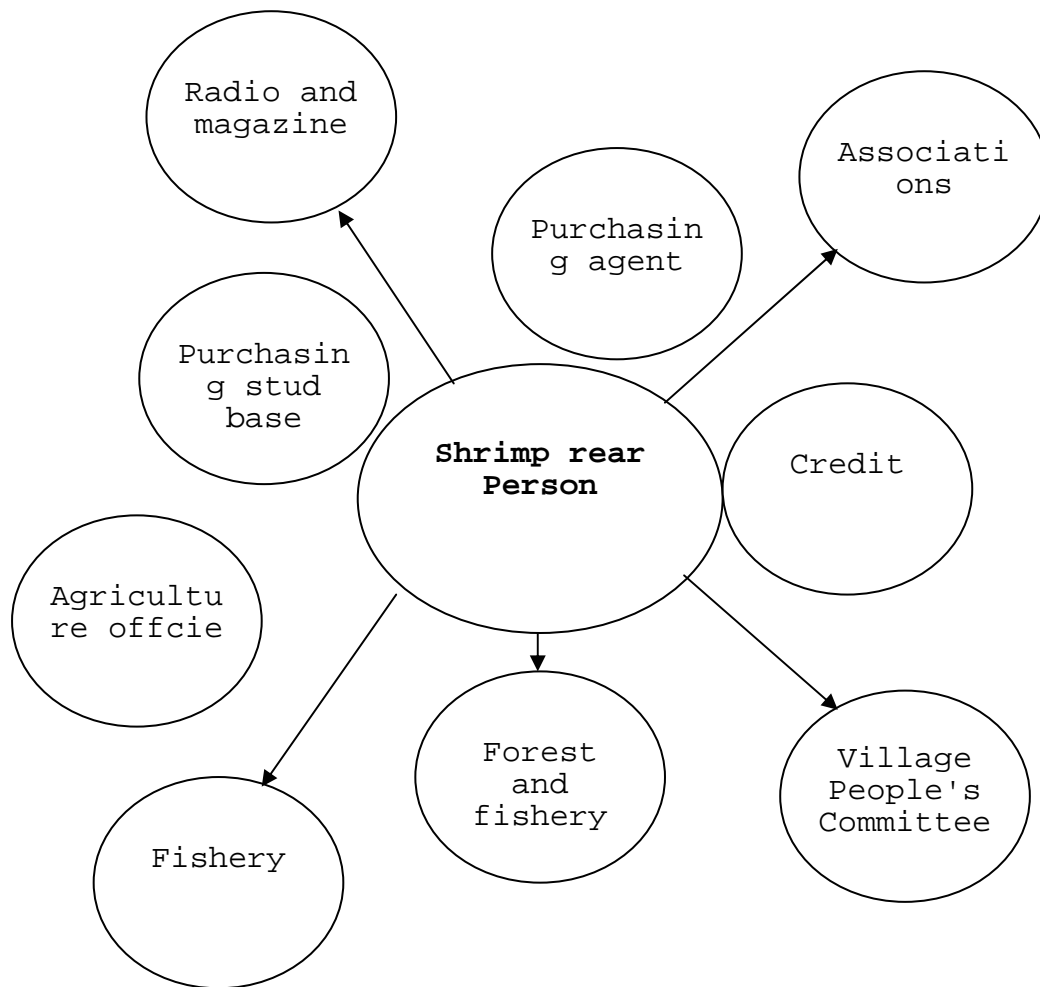 Radio and
magazine
Associati
ons
Purchasin
g agent
Purchasin
g stud
base
Shrimp rear
Person
Credit
Agricultu
re offcie
Forest
and
fishery
Village
People's
Committee
Fishery